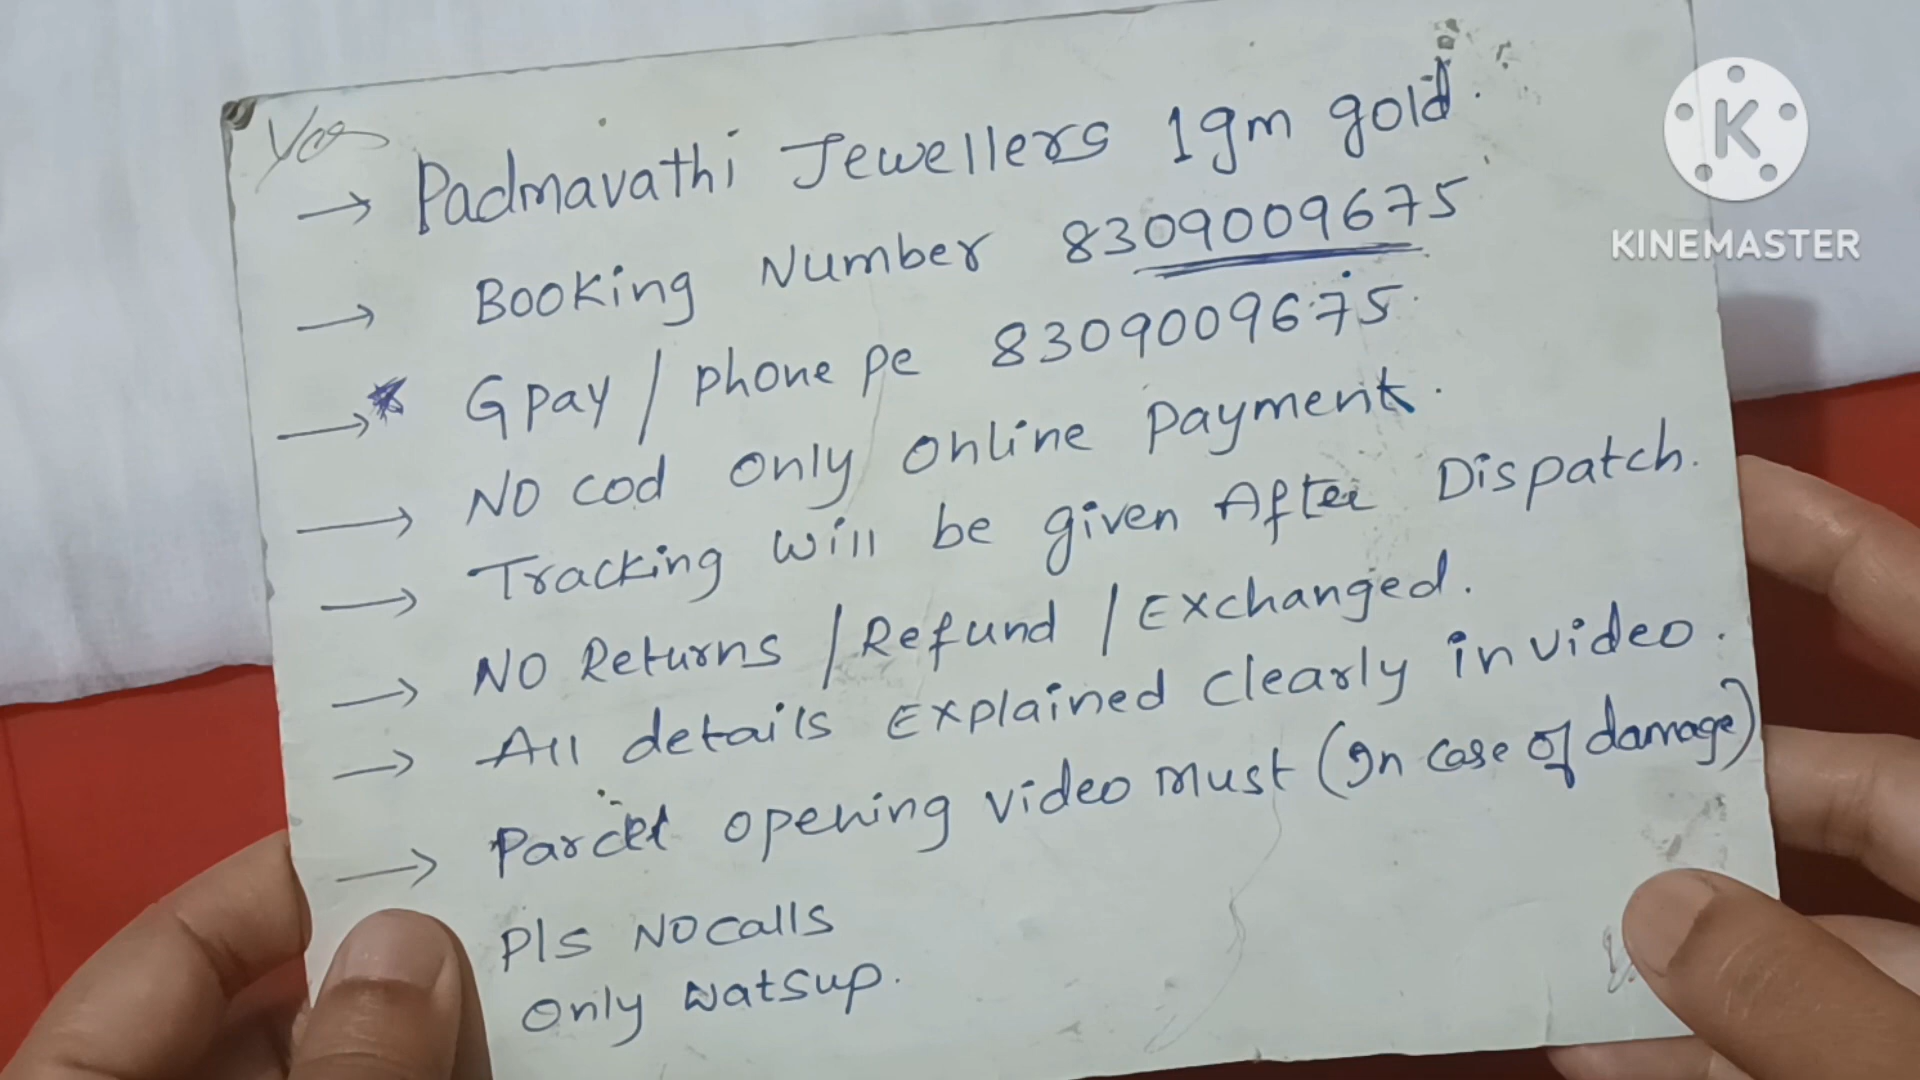 → Padmavathi Jewellers 1gm gold.
→ Booking Number 8309009675
→ * Gpay / phone pe 8309009675
→ NO cod only online payment.
→ Tracking will be given After Dispatch.
→ NO Returns / Refund / Exchanged.
→ All details explained clearly in video.
→ Parcel opening video must (In case of damage)
Pls No calls
only watsup.
KINEMASTER